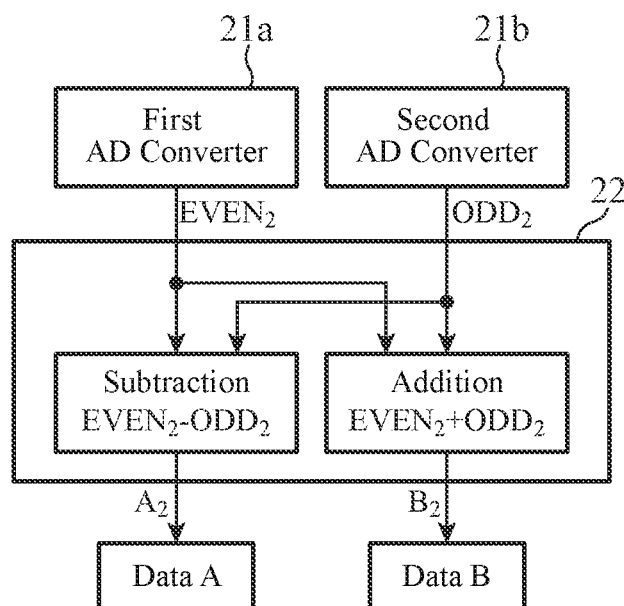 21a
21b
First
AD Converter
Second
AD Converter
EVEN₂
ODD₂
22
Subtraction
EVEN₂-ODD₂
Addition
EVEN₂+ODD₂
A₂
B₂
Data A
Data B